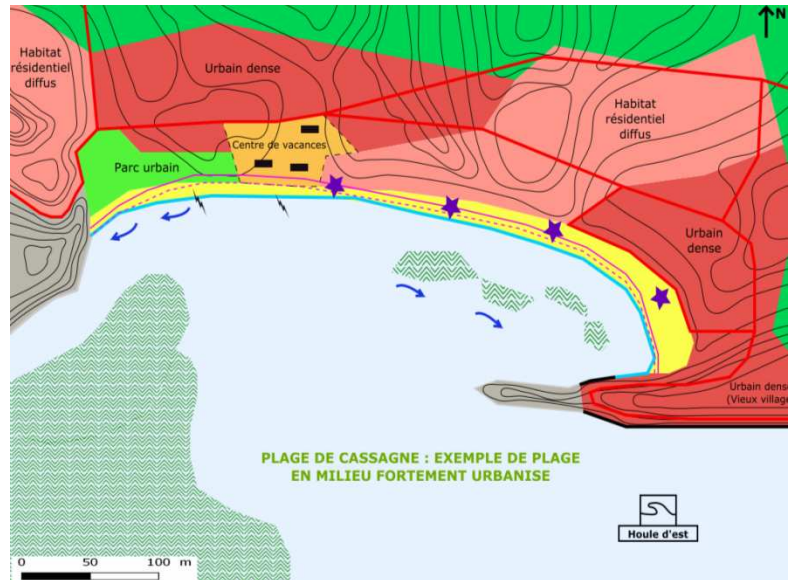 N
Habitat
résidentiel
diffus
Urbain dense
Habitat
résidentiel
diffus
Centre de vacances
Parc urbain
Urbain
dense
Urbain dense
(Vieux village)
PLAGE DE CASSAGNE : EXEMPLE DE PLAGE
EN MILIEU FORTEMENT URBANISE
Houle d'est
0 50 100 m